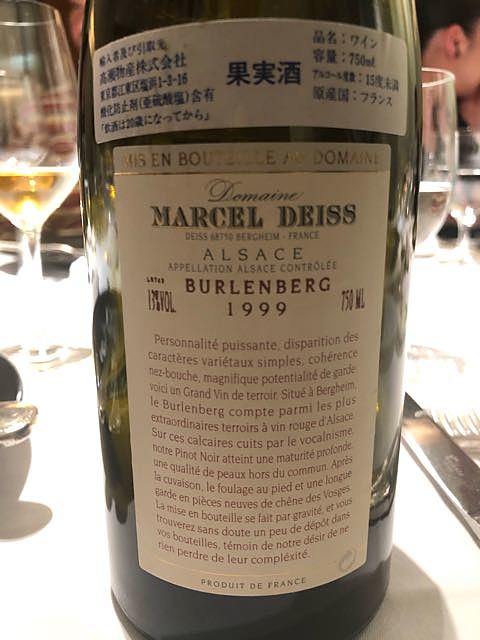 輸入者及び引取先
高瀬物産株式会社
東京都江東区塩浜1-3-16
酸化防止剤(亜硫酸塩)含有
「飲酒は20歳になってから」
果実酒
品名：ワイン
容量：750ml
アルコール度数：15度未満
原産国：フランス
MIS EN BOUTEILLE AU DOMAINE
Domaine
MARCEL DEISS
DEISS 68750 BERGHEIM - FRANCE
ALSACE
APPELLATION ALSACE CONTRÔLÉE
BURLENBERG
13%VOL
1999
750 ML
Personnalité puissante, disparition des
caractères variétaux simples, cohérence
nez-bouche, magnifique potentialité de garde:
voici un Grand Vin de terroir. Situé à Bergheim,
le Burlenberg compte parmi les plus
extraordinaires terroirs à vin rouge d'Alsace.
Sur ces calcaires cuits par le vocalnisme,
notre Pinot Noir atteint une maturité profonde,
une qualité de peaux hors du commun. Après
la cuvaison, le foulage au pied et une longue
garde en pièces neuves de chêne des Vosges.
La mise en bouteille se fait par gravité, et vous
trouverez sans doute un peu de dépôt dans
vos bouteilles, témoin de notre désir de ne
rien perdre de leur compléxité.
PRODUIT DE FRANCE